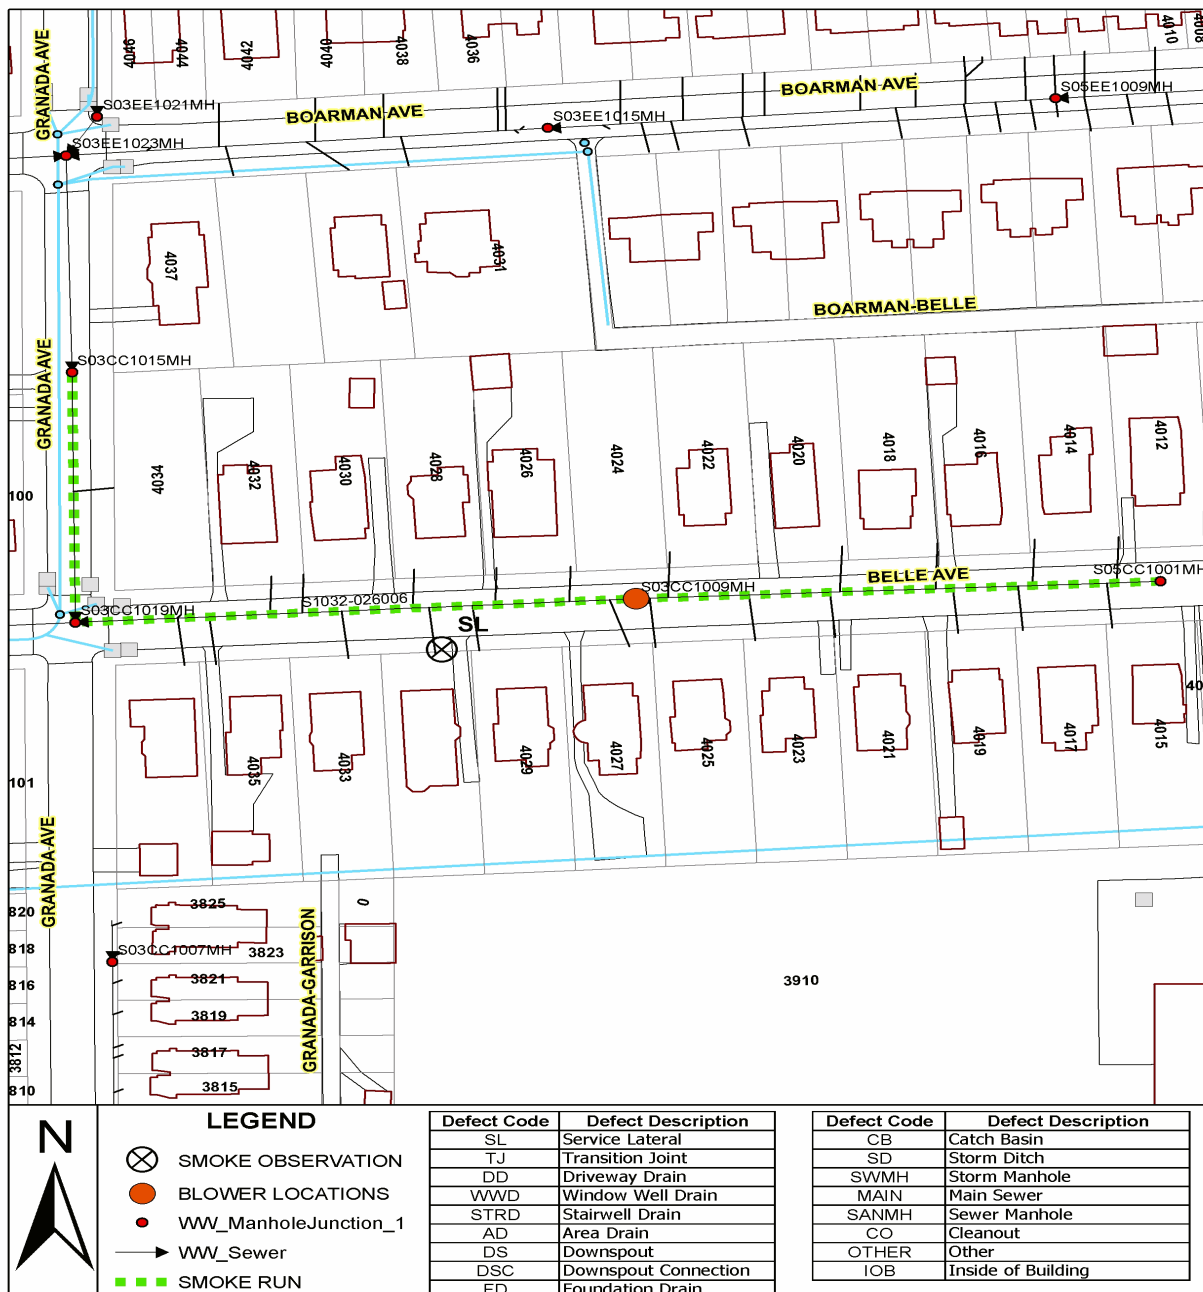 4046
4044
4042
4040
4038
4036
4010
4008
GRANADA-AVE
S03EE1021MH
BOARMAN AVE
BOARMAN AVE
S05EE1009MH
S03EE1015MH
S03EE1023MH
4037
4031
BOARMAN-BELLE
GRANADA-AVE
S03CC1015MH
100
4034
4032
4030
4028
4026
4024
4022
4020
4018
4016
4014
4012
S1032-026006
S03CC1009MH
BELLE AVE
S05CC1001MH
S03CC1019MH
SL
40
4035
4033
4029
4027
4025
4023
4021
4019
4017
4015
101
GRANADA-AVE
820
818
816
814
3812
810
3825
S03CC1007MH
3823
3821
3819
3817
3815
GRANADA-GARRISON
0
3910
N
LEGEND
SMOKE OBSERVATION
BLOWER LOCATIONS
WW_ManholeJunction_1
WW_Sewer
SMOKE RUN
Defect Code Defect Description
SL Service Lateral
TJ Transition Joint
DD Driveway Drain
WWD Window Well Drain
STRD Stairwell Drain
AD Area Drain
DS Downspout
DSC Downspout Connection
FD Foundation Drain
Defect Code Defect Description
CB Catch Basin
SD Storm Ditch
SWMH Storm Manhole
MAIN Main Sewer
SANMH Sewer Manhole
CO Cleanout
OTHER Other
IOB Inside of Building